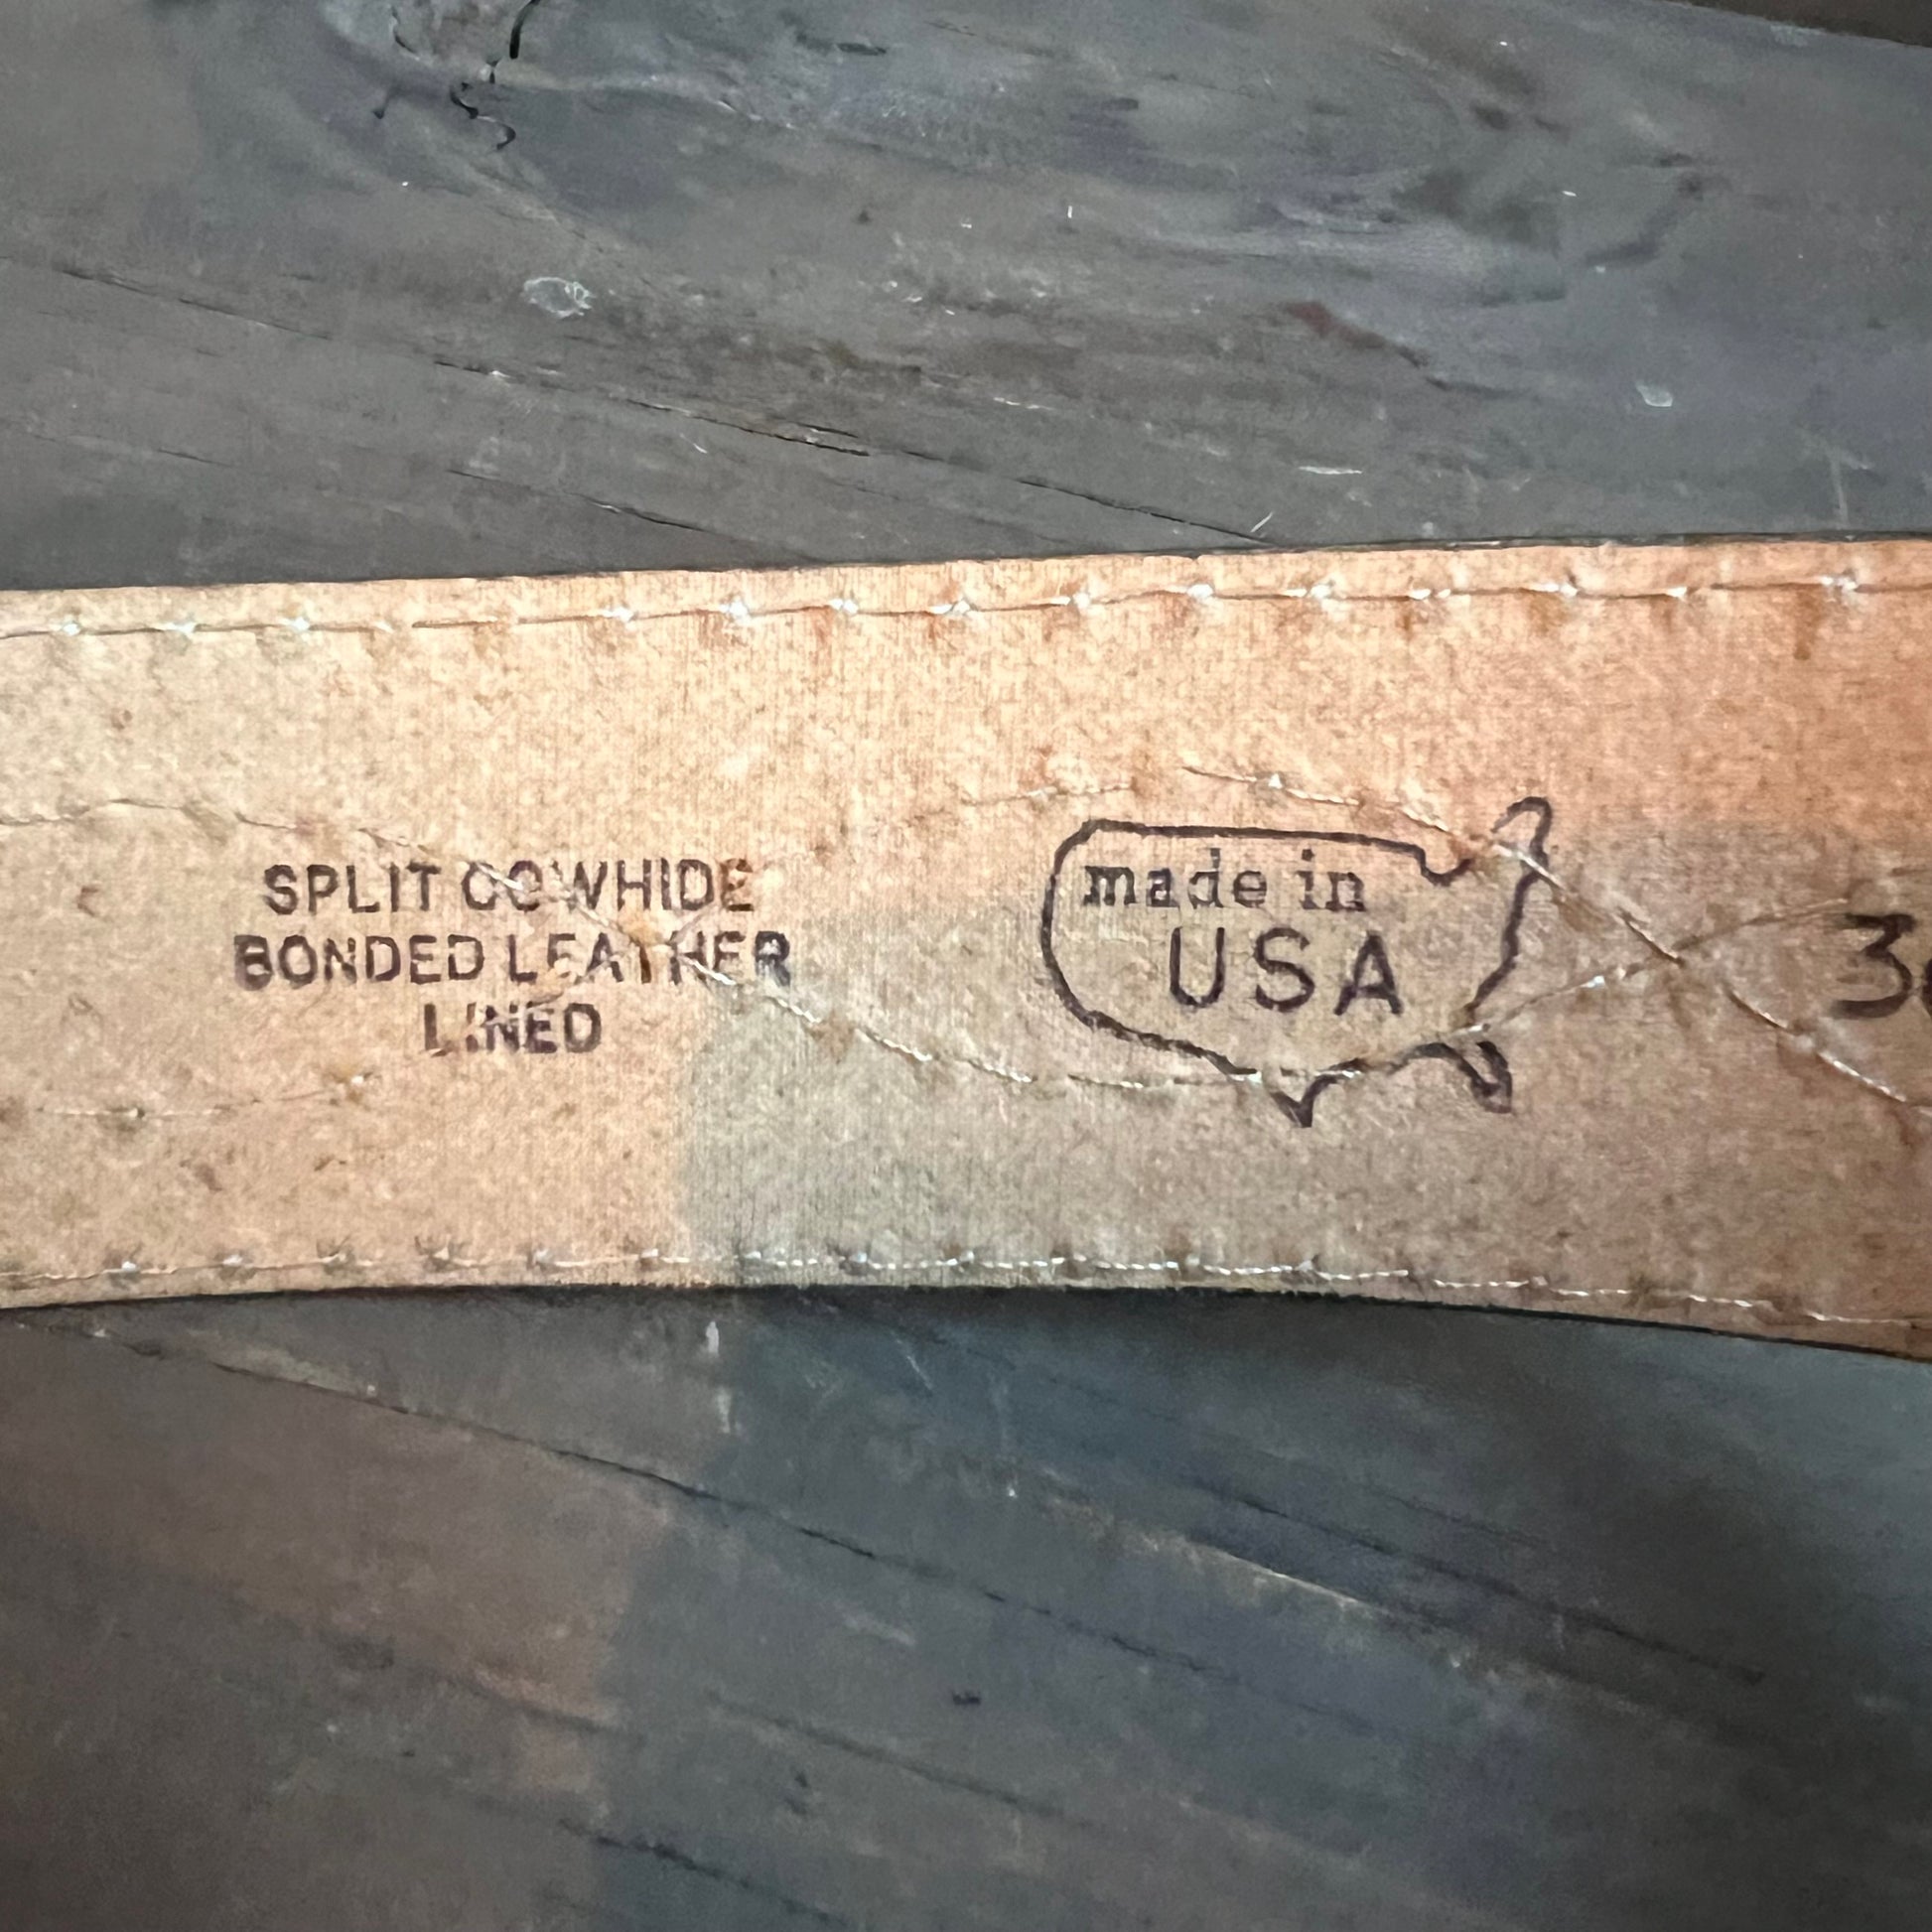 SPLIT COWHIDE
BONDED LEATHER
LINED
made in
USA